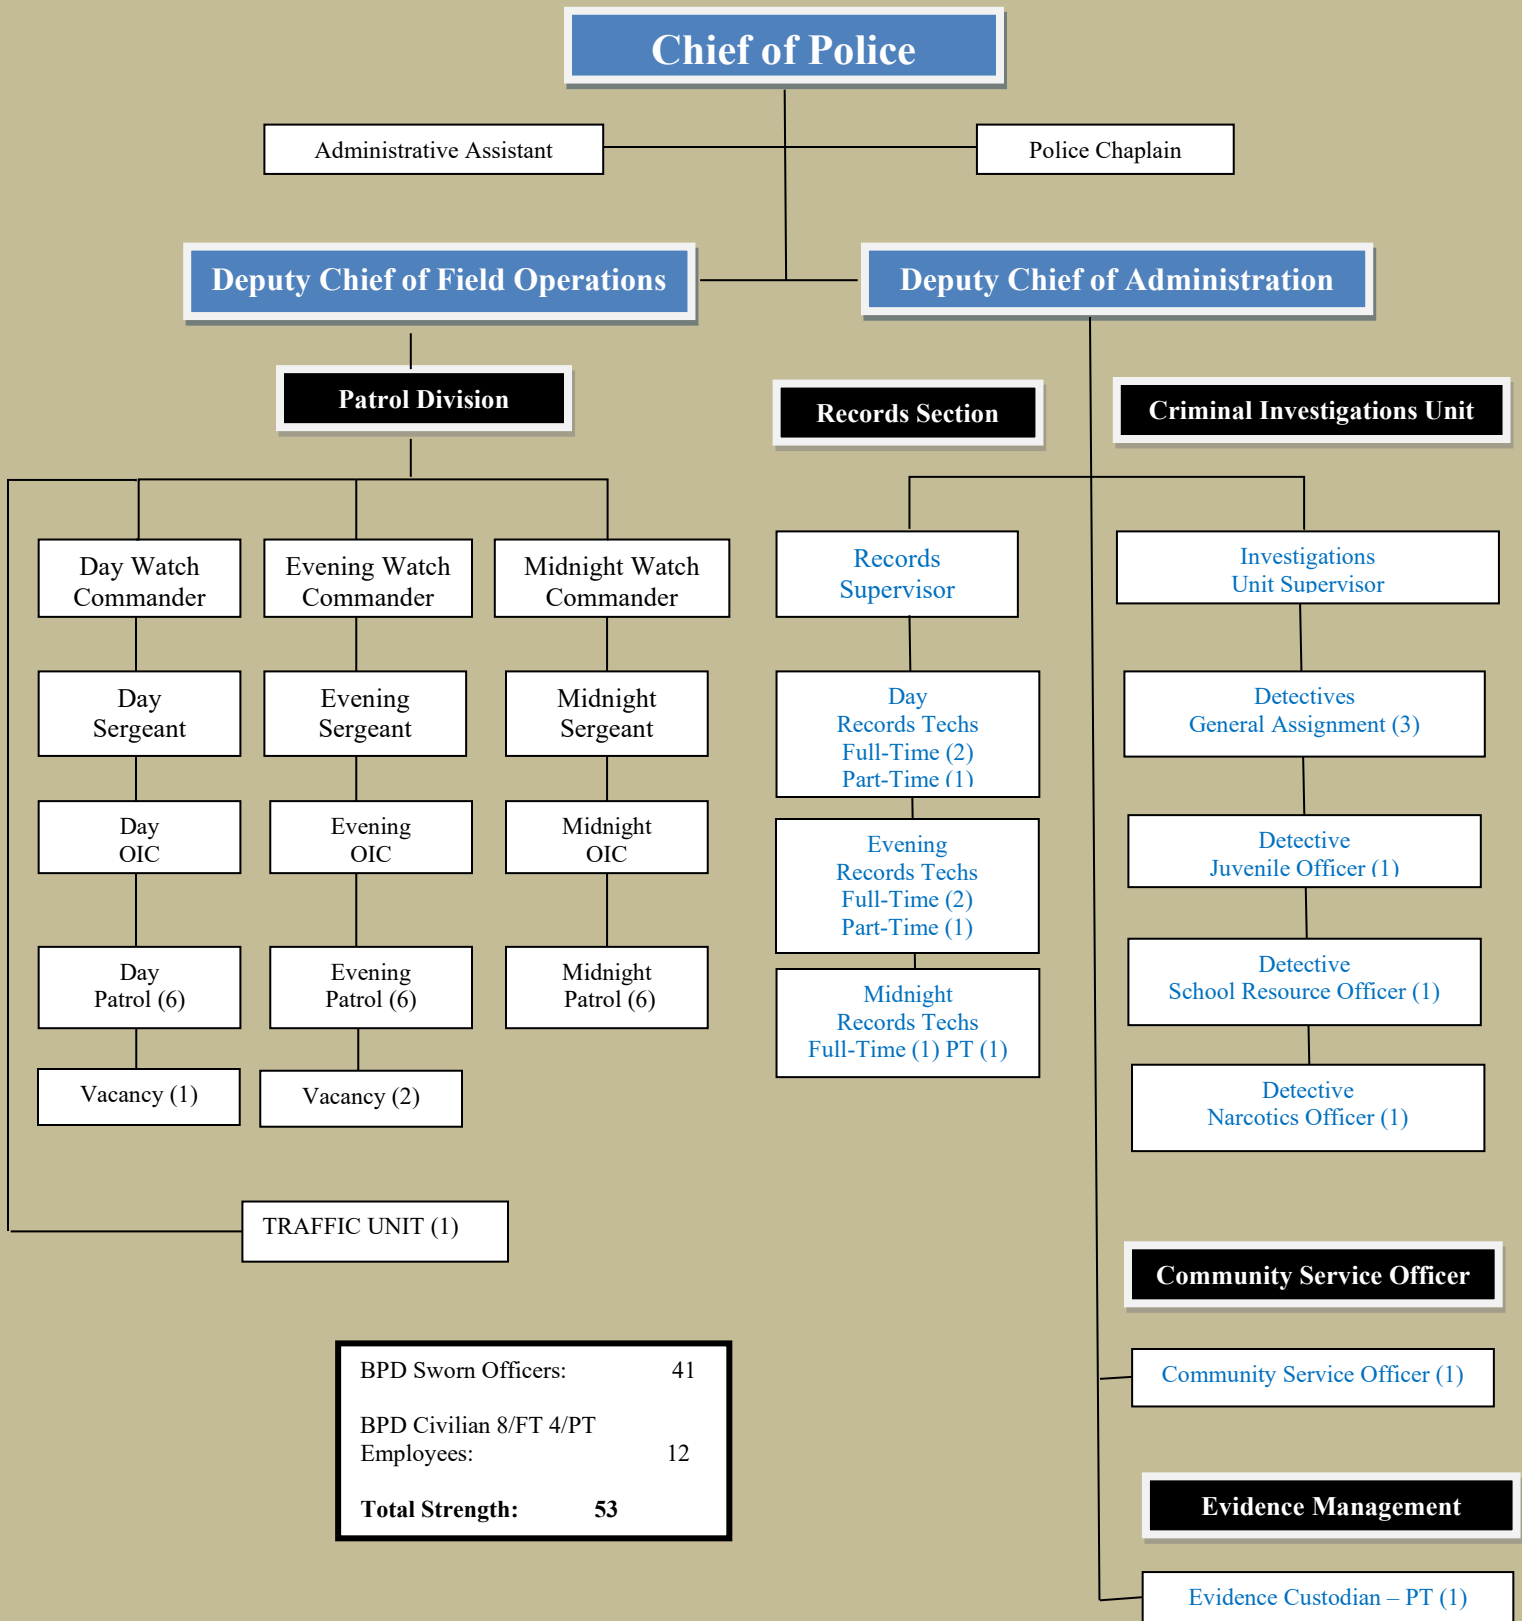 Chief of Police
Administrative Assistant
Police Chaplain
Deputy Chief of Field Operations
Deputy Chief of Administration
Patrol Division
Records Section
Criminal Investigations Unit
Day Watch
Commander
Evening Watch
Commander
Midnight Watch
Commander
Records
Supervisor
Investigations
Unit Supervisor
Day
Sergeant
Evening
Sergeant
Midnight
Sergeant
Day
Records Techs
Full-Time (2)
Part-Time (1)
Detectives
General Assignment (3)
Day
OIC
Evening
OIC
Midnight
OIC
Evening
Records Techs
Full-Time (2)
Part-Time (1)
Detective
Juvenile Officer (1)
Day
Patrol (6)
Evening
Patrol (6)
Midnight
Patrol (6)
Midnight
Records Techs
Full-Time (1) PT (1)
Detective
School Resource Officer (1)
Vacancy (1)
Vacancy (2)
Detective
Narcotics Officer (1)
TRAFFIC UNIT (1)
Community Service Officer
Community Service Officer (1)
BPD Sworn Officers: 41
BPD Civilian 8/FT 4/PT
Employees: 12
Total Strength: 53
Evidence Management
Evidence Custodian – PT (1)